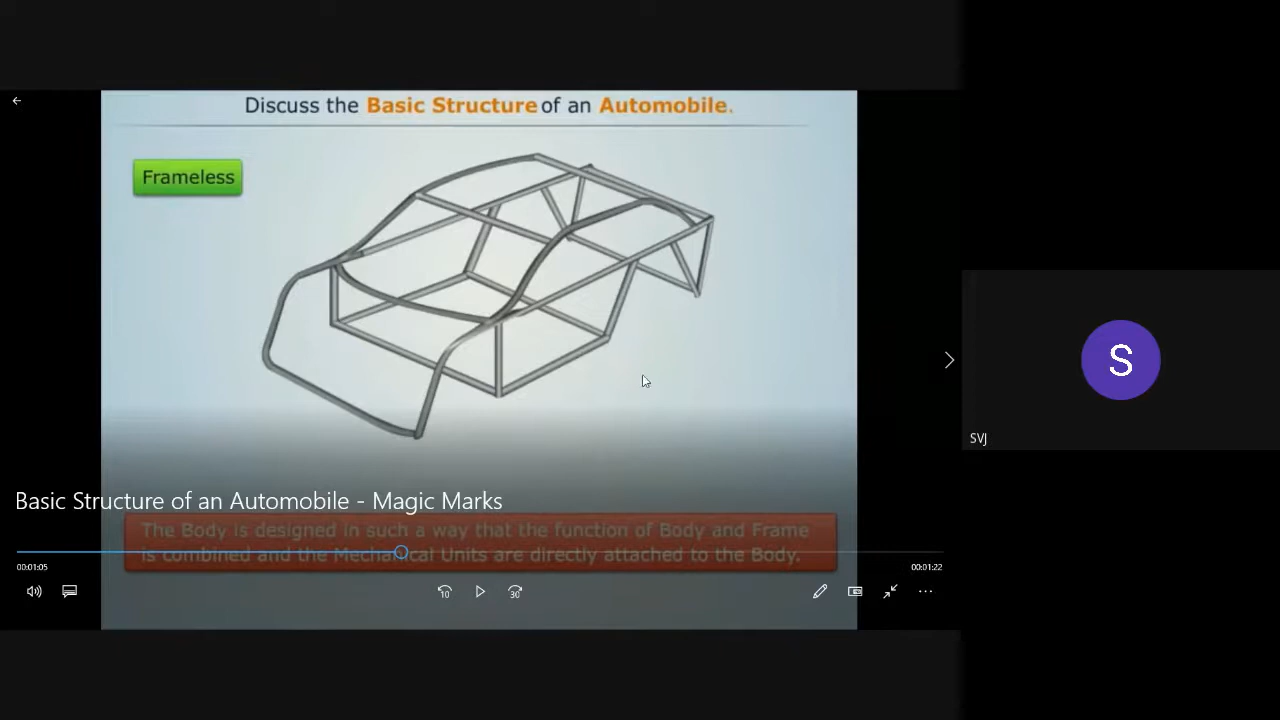 Discuss the Basic Structure of an Automobile.
Frameless
S
SVJ
Basic Structure of an Automobile - Magic Marks
The Body is designed in such a way that the function of Body and Frame
is combined and the Mechanical Units are directly attached to the Body.
00:01:05
00:01:22
10
30